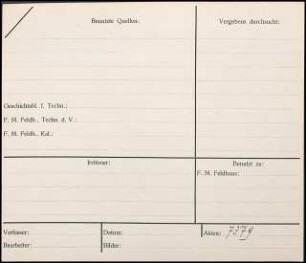 Benutzte Quellen:
Vergebens durchsucht:
Geschichtsbl. f. Techn.:
F. M. Feldh., Techn. d. V.:
F. M. Feldh., Kal.:
Irrtümer:
Benutzt zu:
F. M. Feldhaus:
Verfasser:
Datum:
Akten:
Bearbeiter:
Bilder: